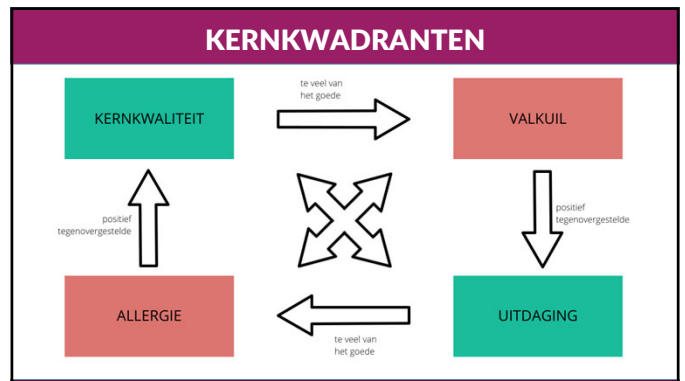 KERNKWADRANTEN
te veel van
het goede
KERNKWALITEIT
VALKUIL
positief
tegenovergestelde
positief
tegenovergestelde
ALLERGIE
UITDAGING
te veel van
het goede